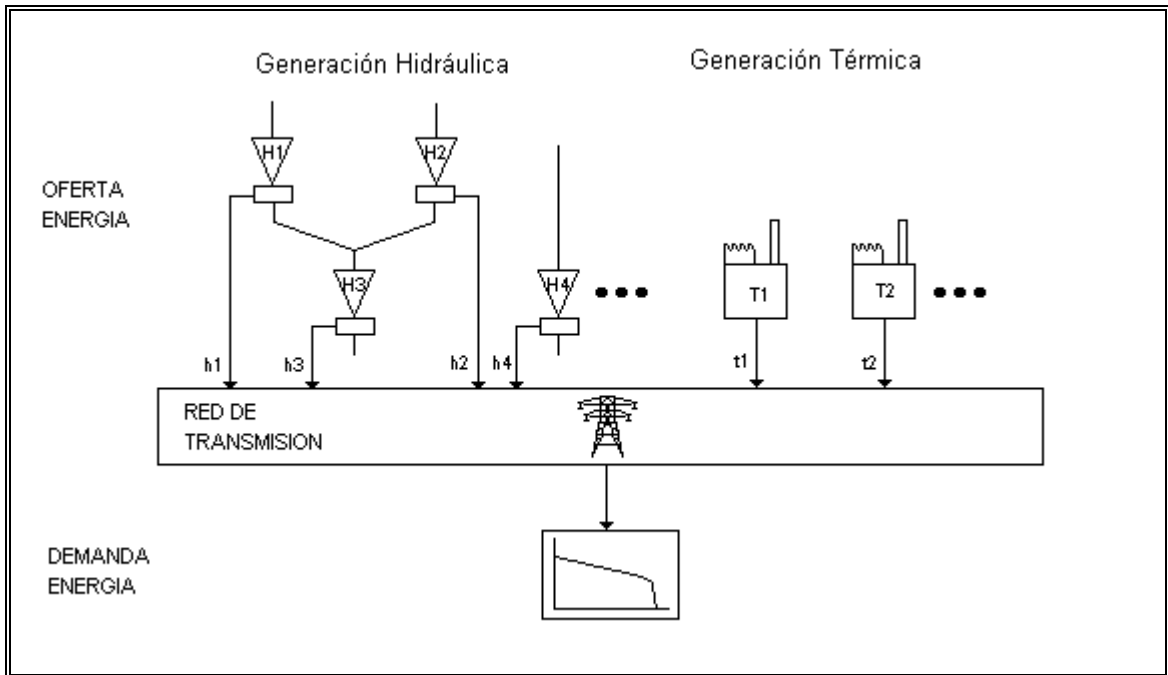 Generación Hidráulica
Generación Térmica
H1
H2
OFERTA
ENERGIA
H3
H4
T1
T2
h1
h3
h2
h4
t1
t2
RED DE
TRANSMISION
DEMANDA
ENERGIA